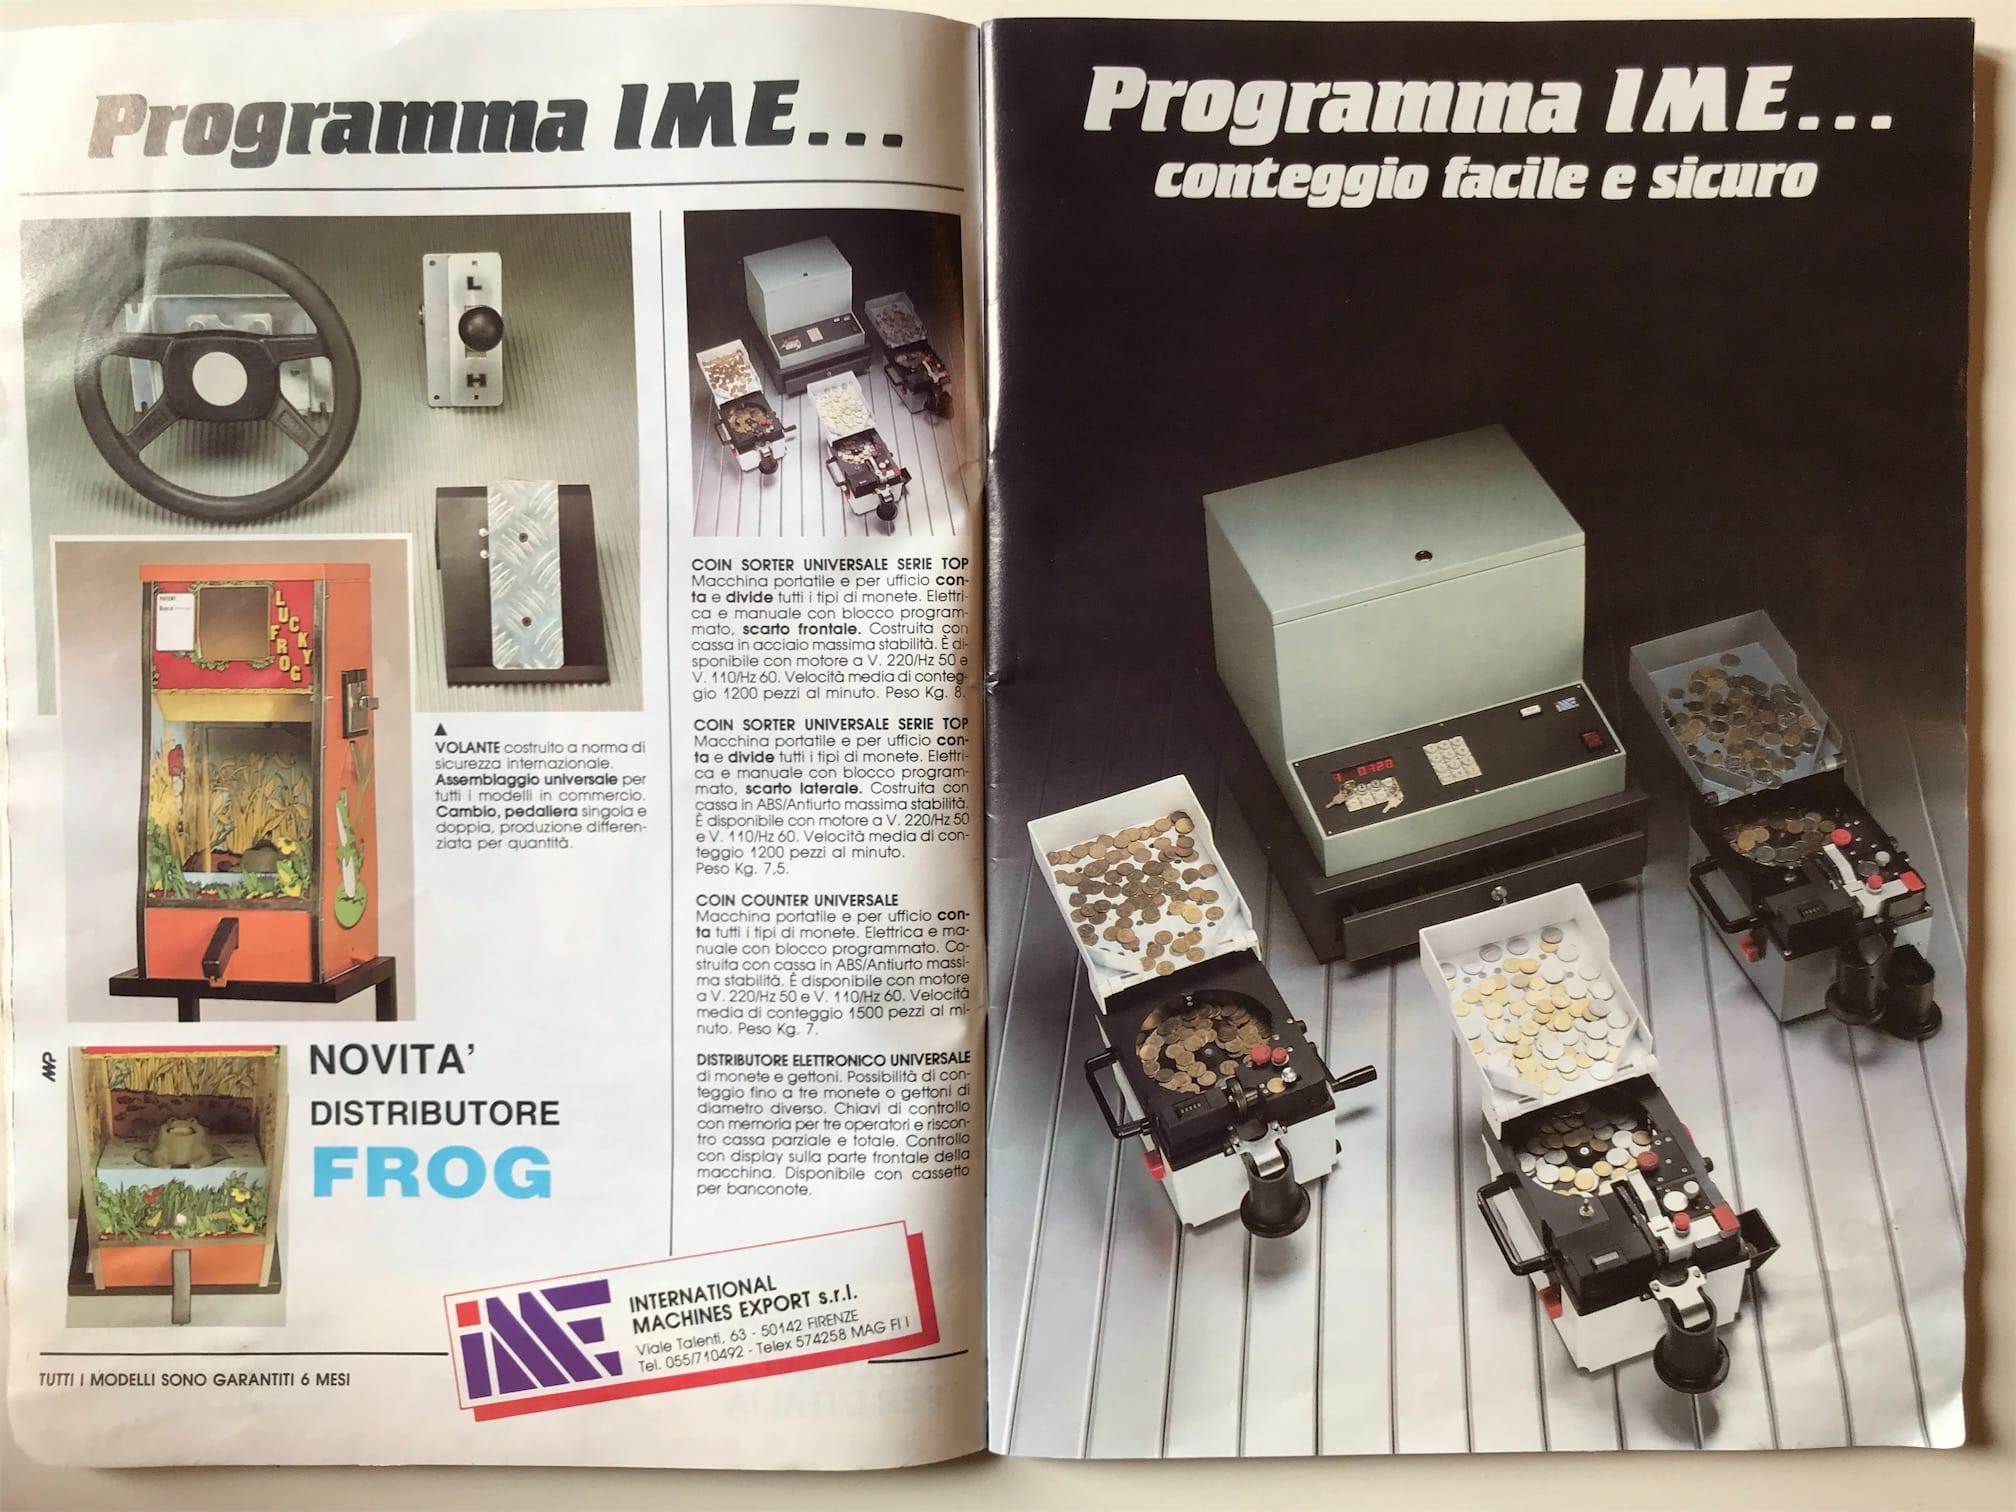 Programma IME...
L
H
LUCKY
FROG
▲
VOLANTE costruito a norma di
sicurezza internazionale.
Assemblaggio universale per
tutti i modelli in commercio.
Cambio, pedaliera singola e
doppia, produzione differen-
ziata per quantità.
MP
NOVITA'
DISTRIBUTORE
FROG
COIN SORTER UNIVERSALE SERIE TOP
Macchina portatile e per ufficio con-
ta e divide tutti i tipi di monete. Elettri-
ca e manuale con blocco program-
mato, scarto frontale. Costruita con
cassa in acciaio massima stabilità. È di-
sponibile con motore a V. 220/Hz 50 e
V. 110/Hz 60. Velocità media di conteg-
gio 1200 pezzi al minuto. Peso Kg. 8.
COIN SORTER UNIVERSALE SERIE TOP
Macchina portatile e per ufficio con-
ta e divide tutti i tipi di monete. Elettri-
ca e manuale con blocco program-
mato, scarto laterale. Costruita con
cassa in ABS/Antiurto massima stabilità.
È disponibile con motore a V. 220/Hz 50
e V. 110/Hz 60. Velocità media di con-
teggio 1200 pezzi al minuto.
Peso Kg. 7,5.
COIN COUNTER UNIVERSALE
Macchina portatile e per ufficio con-
ta tutti i tipi di monete. Elettrica e ma-
nuale con blocco programmato. Co-
struita con cassa in ABS/Antiurto massi-
ma stabilità. È disponibile con motore
a V. 220/Hz 50 e V. 110/Hz 60. Velocità
media di conteggio 1500 pezzi al mi-
nuto. Peso Kg. 7.
DISTRIBUTORE ELETTRONICO UNIVERSALE
di monete e gettoni. Possibilità di con-
teggio fino a tre monete o gettoni di
diametro diverso. Chiavi di controllo
con memoria per tre operatori e riscon-
tro cassa parziale e totale. Controllo
con display sulla parte frontale della
macchina. Disponibile con cassetto
per banconote.
iME
INTERNATIONAL
MACHINES EXPORT s.r.l.
Viale Talenti, 63 - 50142 FIRENZE
Tel. 055/710492 - Telex 574258 MAG FI I
TUTTI I MODELLI SONO GARANTITI 6 MESI
Programma IME...
conteggio facile e sicuro
iME